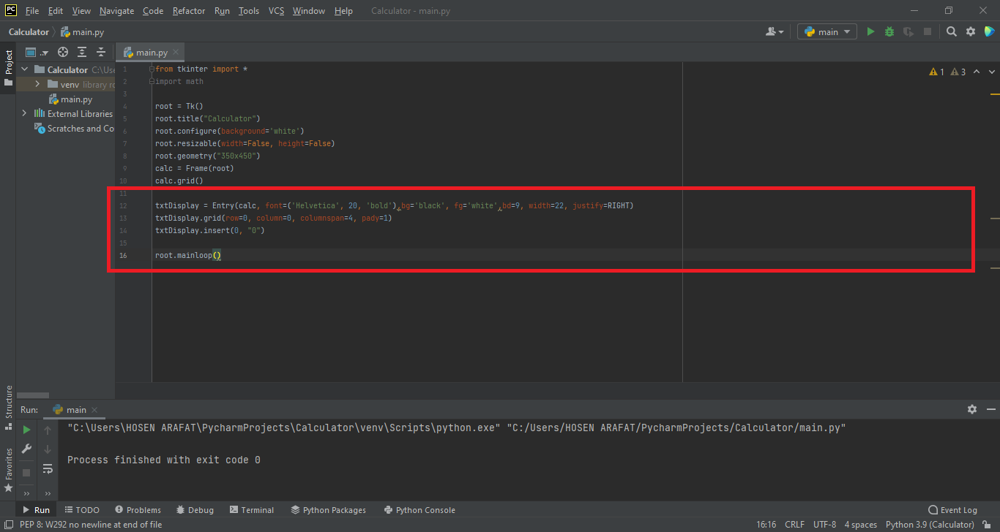 PC File Edit View Navigate Code Refactor Run Tools VCS Window Help Calculator - main.py
Calculator main.py main
Project
main.py
Calculator C:\Use
venv library ro
main.py
External Libraries
Scratches and Co
1 from tkinter import *
2 import math
3
4 root = Tk()
5 root.title("Calculator")
6 root.configure(background='white')
7 root.resizable(width=False, height=False)
8 root.geometry("350x450")
9 calc = Frame(root)
10 calc.grid()
11
12 txtDisplay = Entry(calc, font=('Helvetica', 20, 'bold'),bg='black', fg='white',bd=9, width=22, justify=RIGHT)
13 txtDisplay.grid(row=0, column=0, columnspan=4, pady=1)
14 txtDisplay.insert(0, "0")
15
16 root.mainloop()
1 3
Structure
Favorites
Run: main
"C:\Users\HOSEN ARAFAT\PycharmProjects\Calculator\venv\Scripts\python.exe" "C:/Users/HOSEN ARAFAT/PycharmProjects/Calculator/main.py"
Process finished with exit code 0
Run TODO Problems Debug Terminal Python Packages Python Console Event Log
PEP 8: W292 no newline at end of file 16:16 CRLF UTF-8 4 spaces Python 3.9 (Calculator)